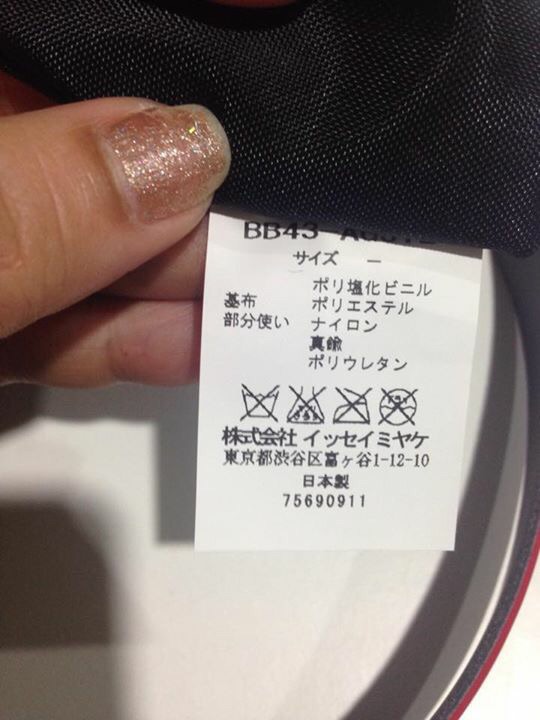 BB43
サイズ —
ポリ塩化ビニル
基布 ポリエステル
部分使い ナイロン
真鍮
ポリウレタン
株式会社 イッセイミヤケ
東京都渋谷区富ヶ谷1-12-10
日本製
75690911